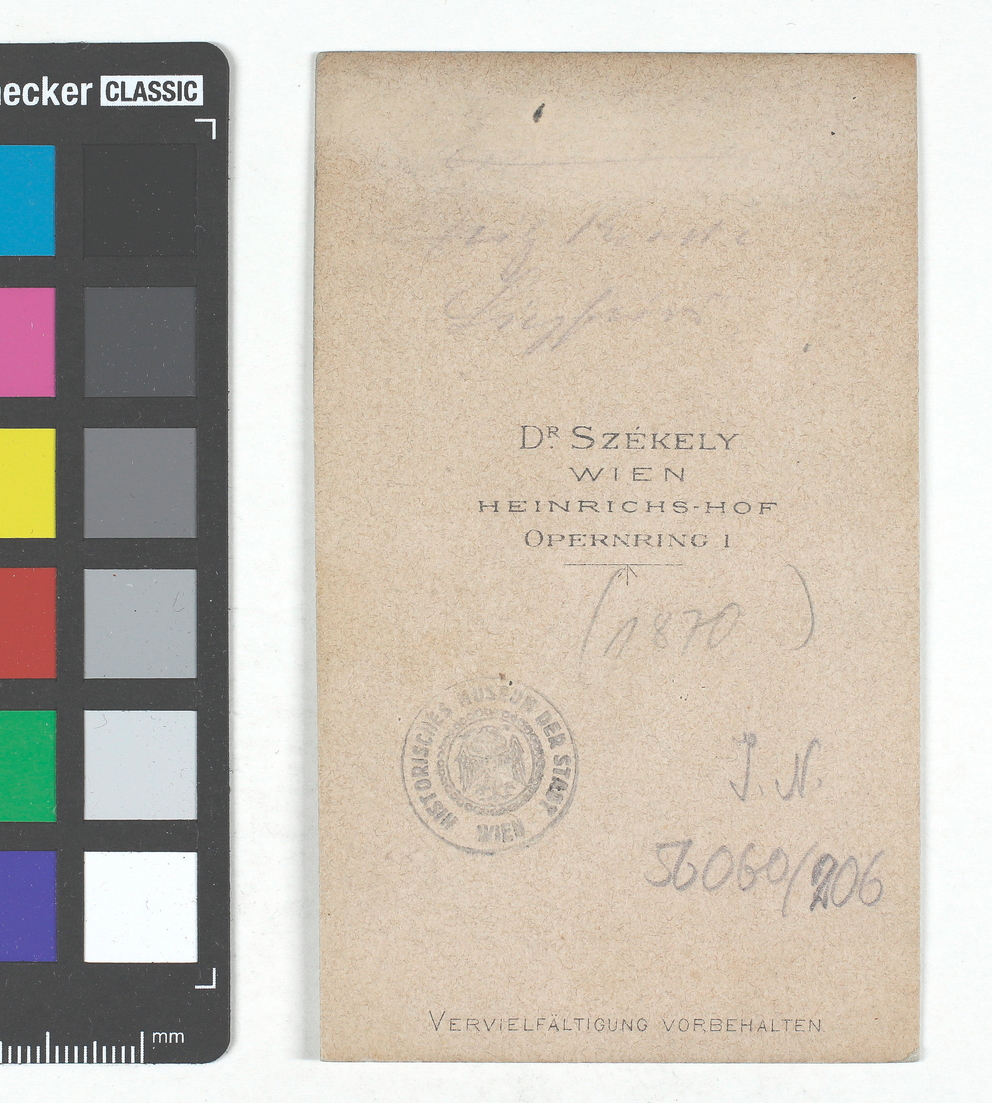 ecker CLASSIC
DR SZÉKELY
WIEN
HEINRICHS-HOF
OPERNRING 1
(1870)
HISTORISCHES MUSEUM DER STADT WIEN
J. N.
56060/206
VERVIELFÄLTIGUNG VORBEHALTEN.
mm